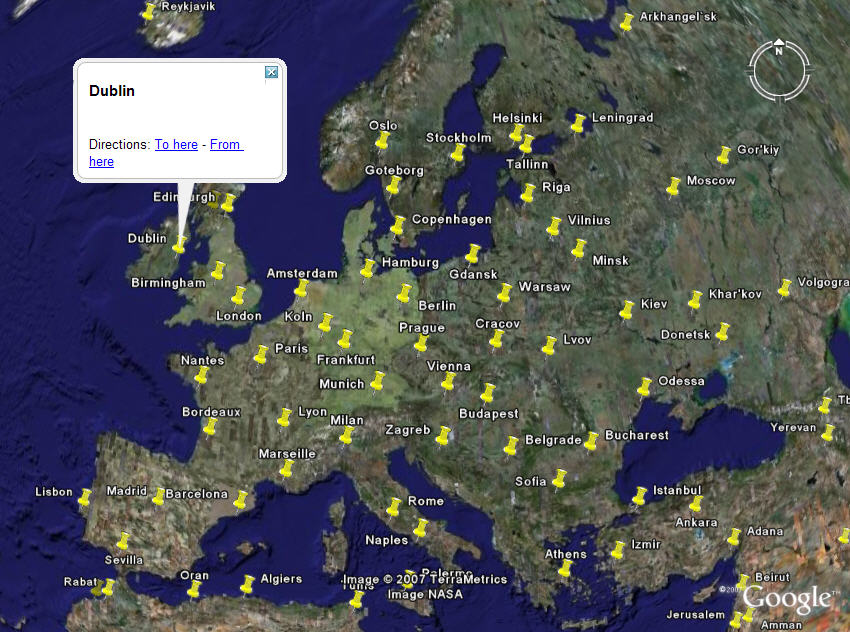 Reykjavik
Arkhangel'sk
N
Dublin
Directions: To here - From
here
Oslo
Helsinki
Leningrad
Stockholm
Tallinn
Gor'kiy
Goteborg
Moscow
Riga
Edinburgh
Copenhagen
Vilnius
Dublin
Minsk
Hamburg
Amsterdam
Gdansk
Birmingham
Warsaw
Volgogra
Berlin
Khar'kov
Kiev
London
Koln
Prague
Cracov
Donetsk
Paris
Lvov
Nantes
Frankfurt
Vienna
Munich
Odessa
Bordeaux
Lyon
Milan
Budapest
Tb
Zagreb
Belgrade
Bucharest
Yerevan
Marseille
Sofia
Lisbon
Madrid
Barcelona
Istanbul
Rome
Ankara
Naples
Adana
Izmir
Athens
Sevilla
Rabat
Oran
Algiers
Palermo
Tunis
Image © 2007 TerraMetrics
Image NASA
Beirut
Google™
Jerusalem
Amman